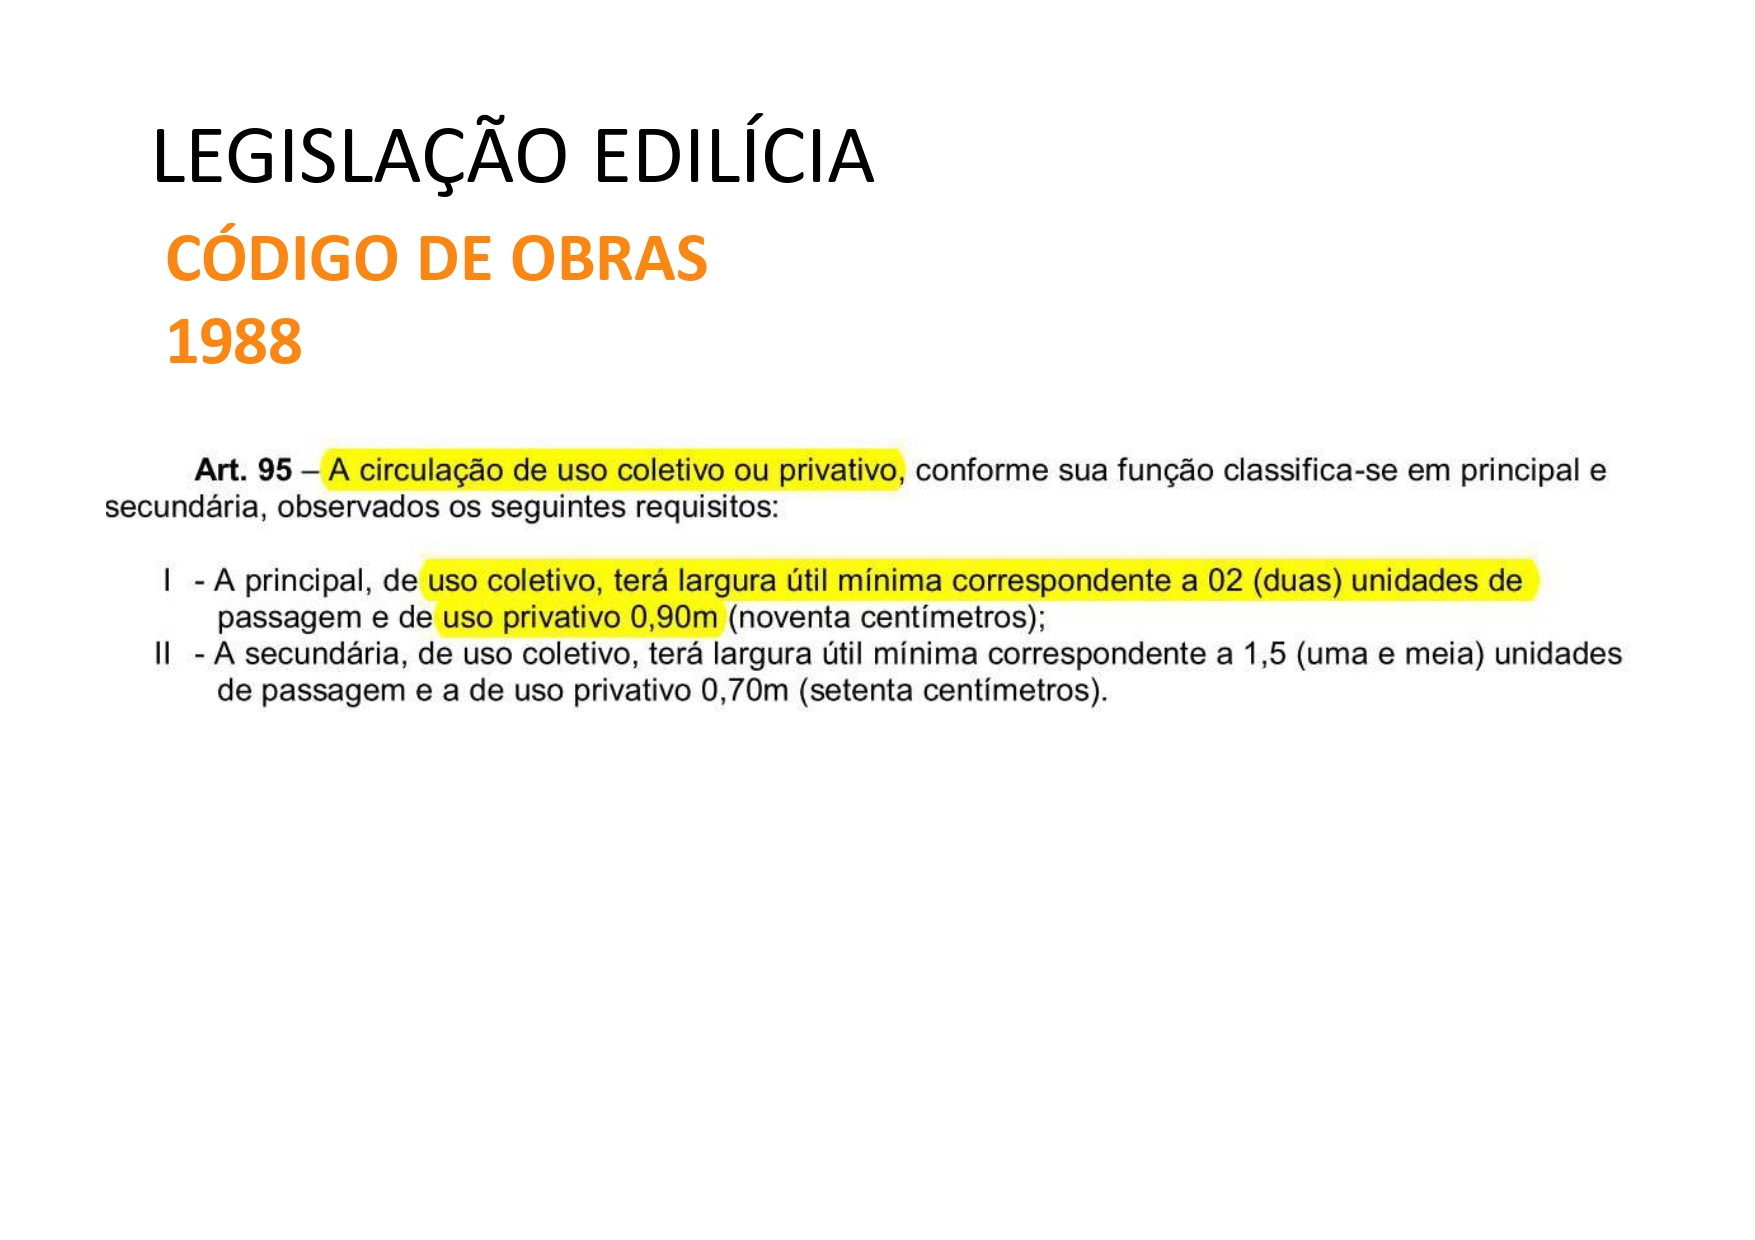 LEGISLAÇÃO EDILÍCIA
CÓDIGO DE OBRAS
1988
Art. 95 – A circulação de uso coletivo ou privativo, conforme sua função classifica-se em principal e
secundária, observados os seguintes requisitos:
I - A principal, de uso coletivo, terá largura útil mínima correspondente a 02 (duas) unidades de
passagem e de uso privativo 0,90m (noventa centímetros);
II - A secundária, de uso coletivo, terá largura útil mínima correspondente a 1,5 (uma e meia) unidades
de passagem e a de uso privativo 0,70m (setenta centímetros).